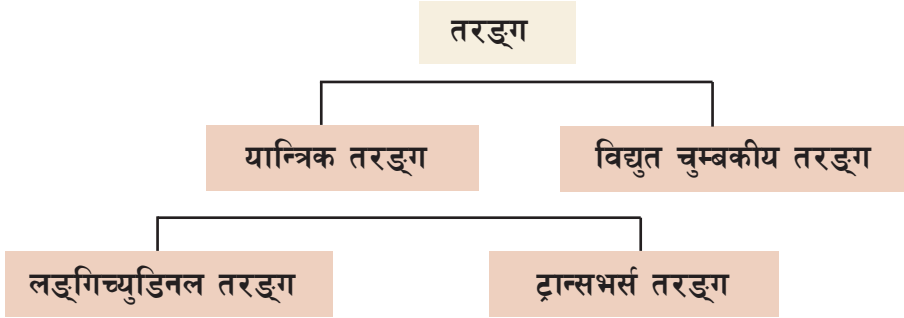 तरङ्ग
यान्त्रिक तरङ्ग
विद्युत चुम्बकीय तरङ्ग
लङ्गिच्युडिनल तरङ्ग
ट्रान्सभर्स तरङ्ग